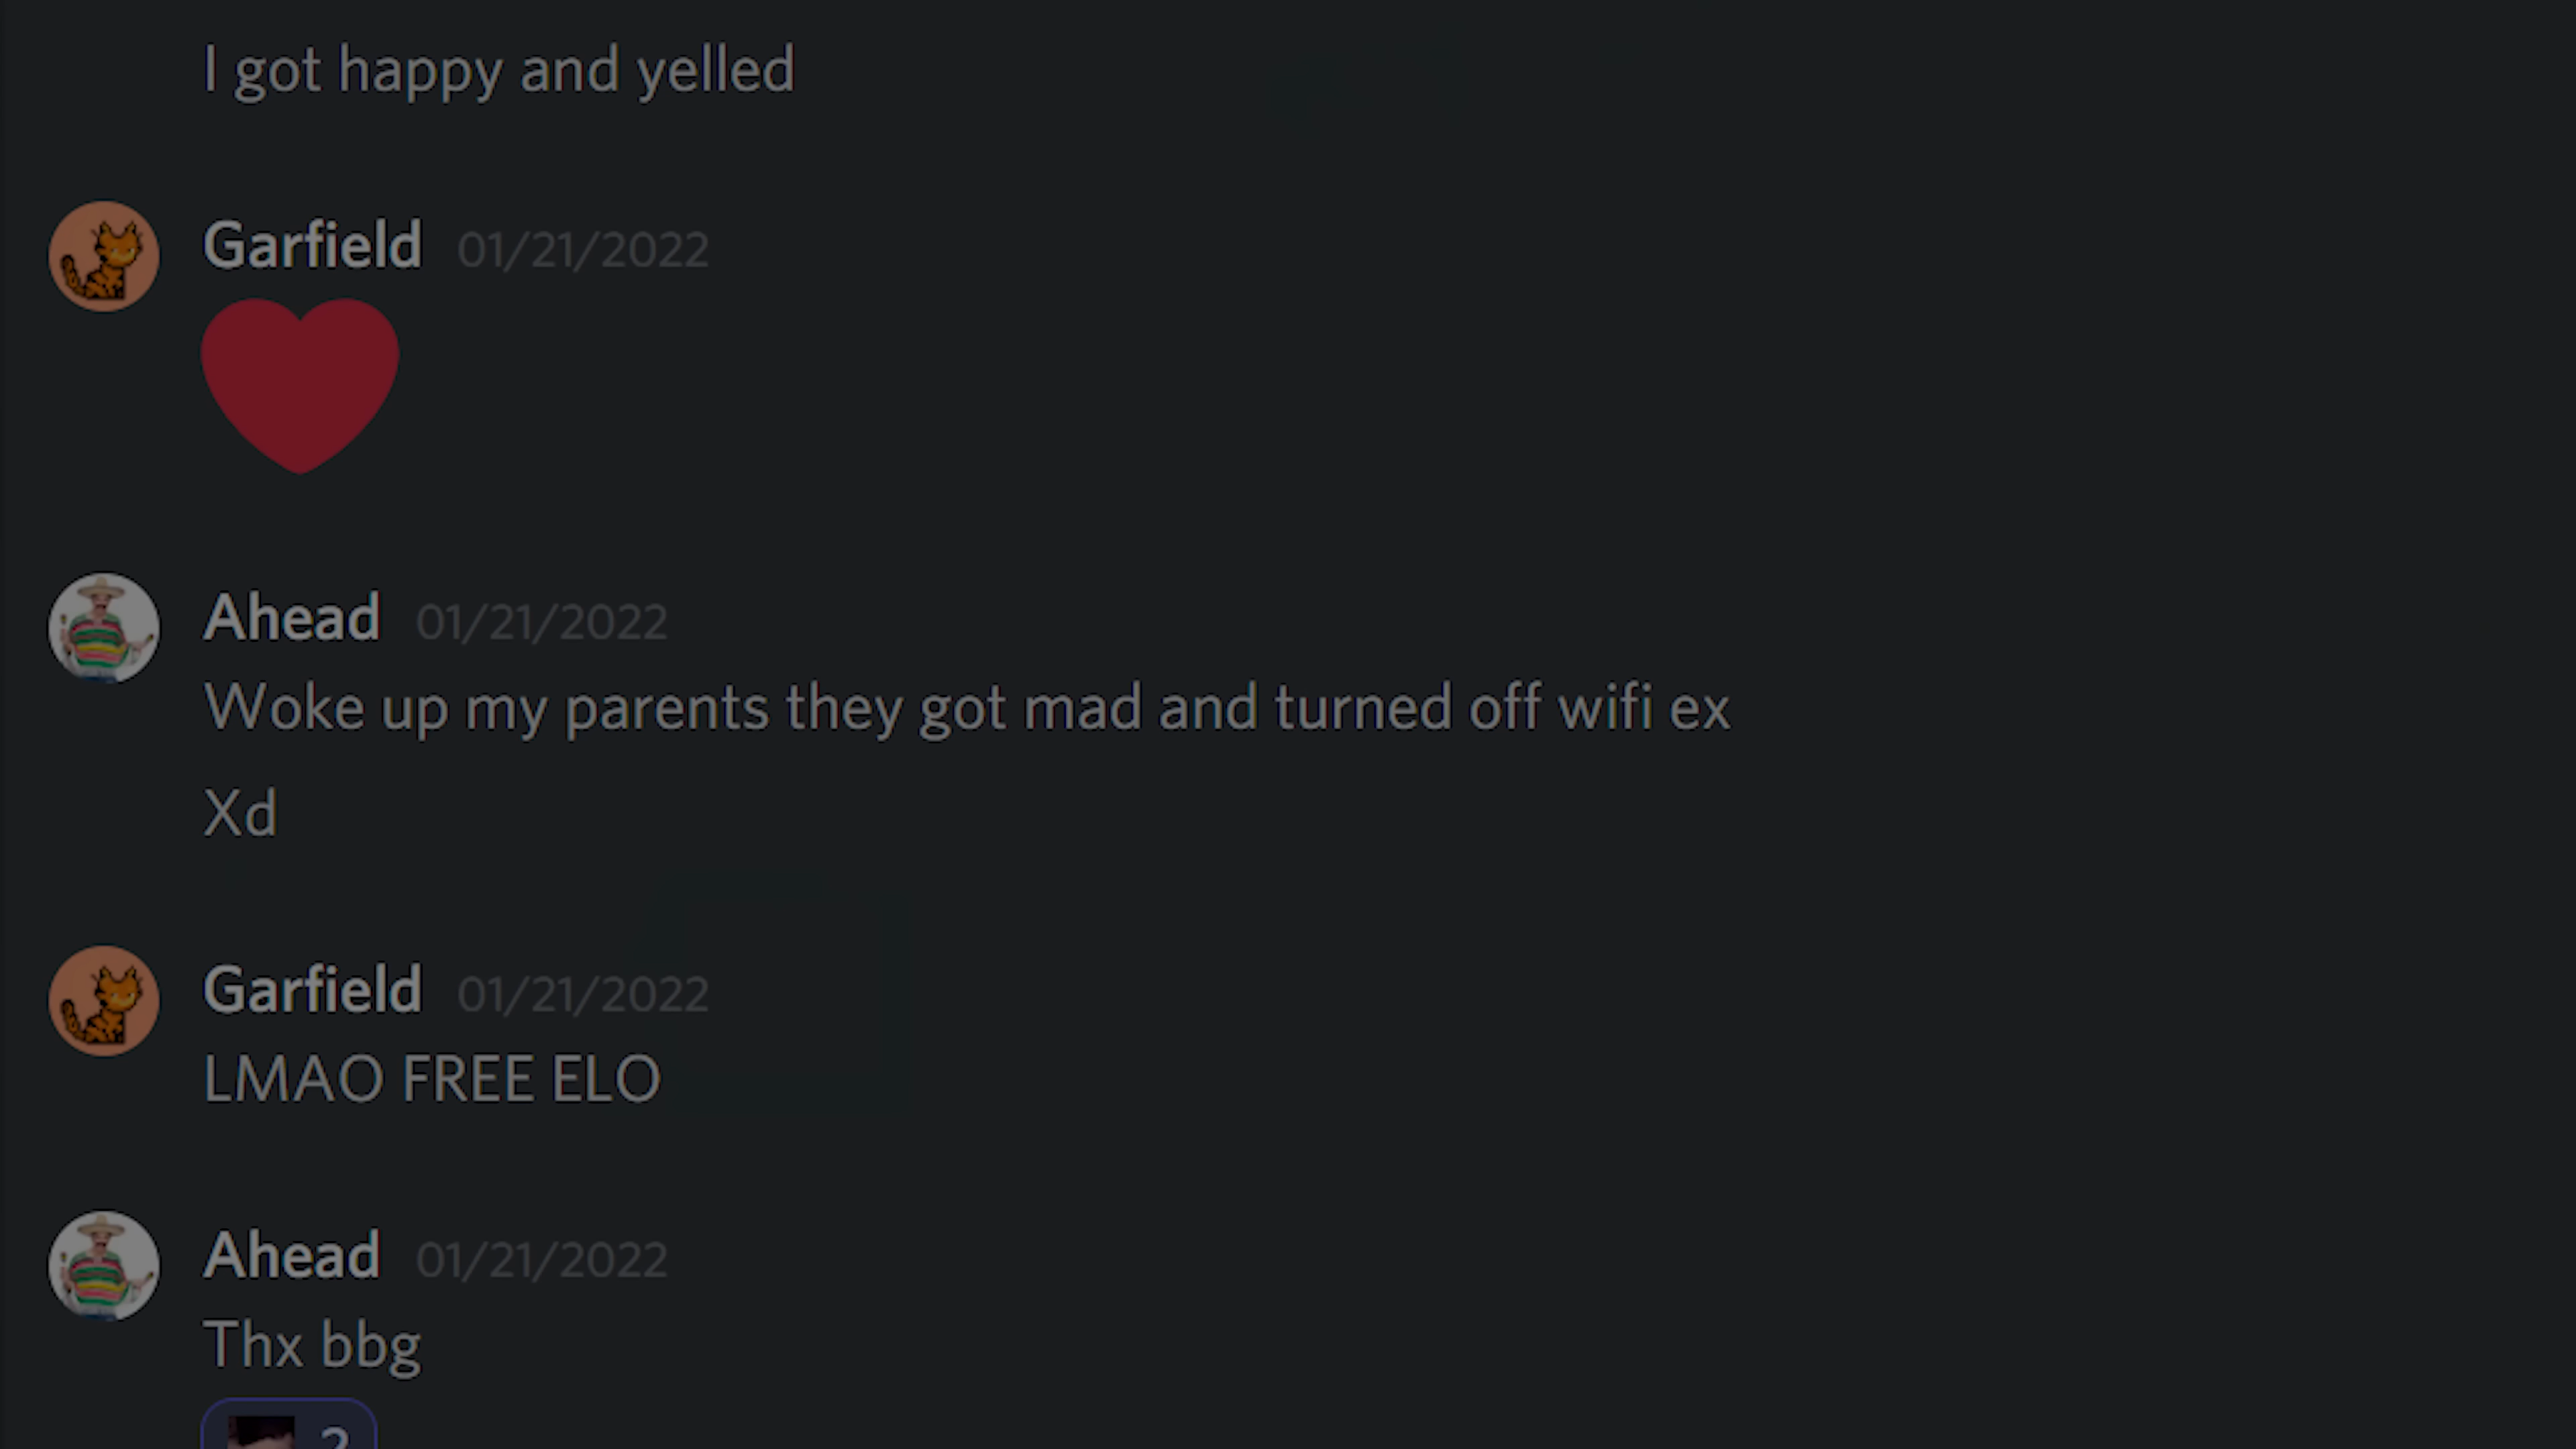 I got happy and yelled
Garfield 01/21/2022
Ahead 01/21/2022
Woke up my parents they got mad and turned off wifi ex
Xd
Garfield 01/21/2022
LMAO FREE ELO
Ahead 01/21/2022
Thx bbg
2